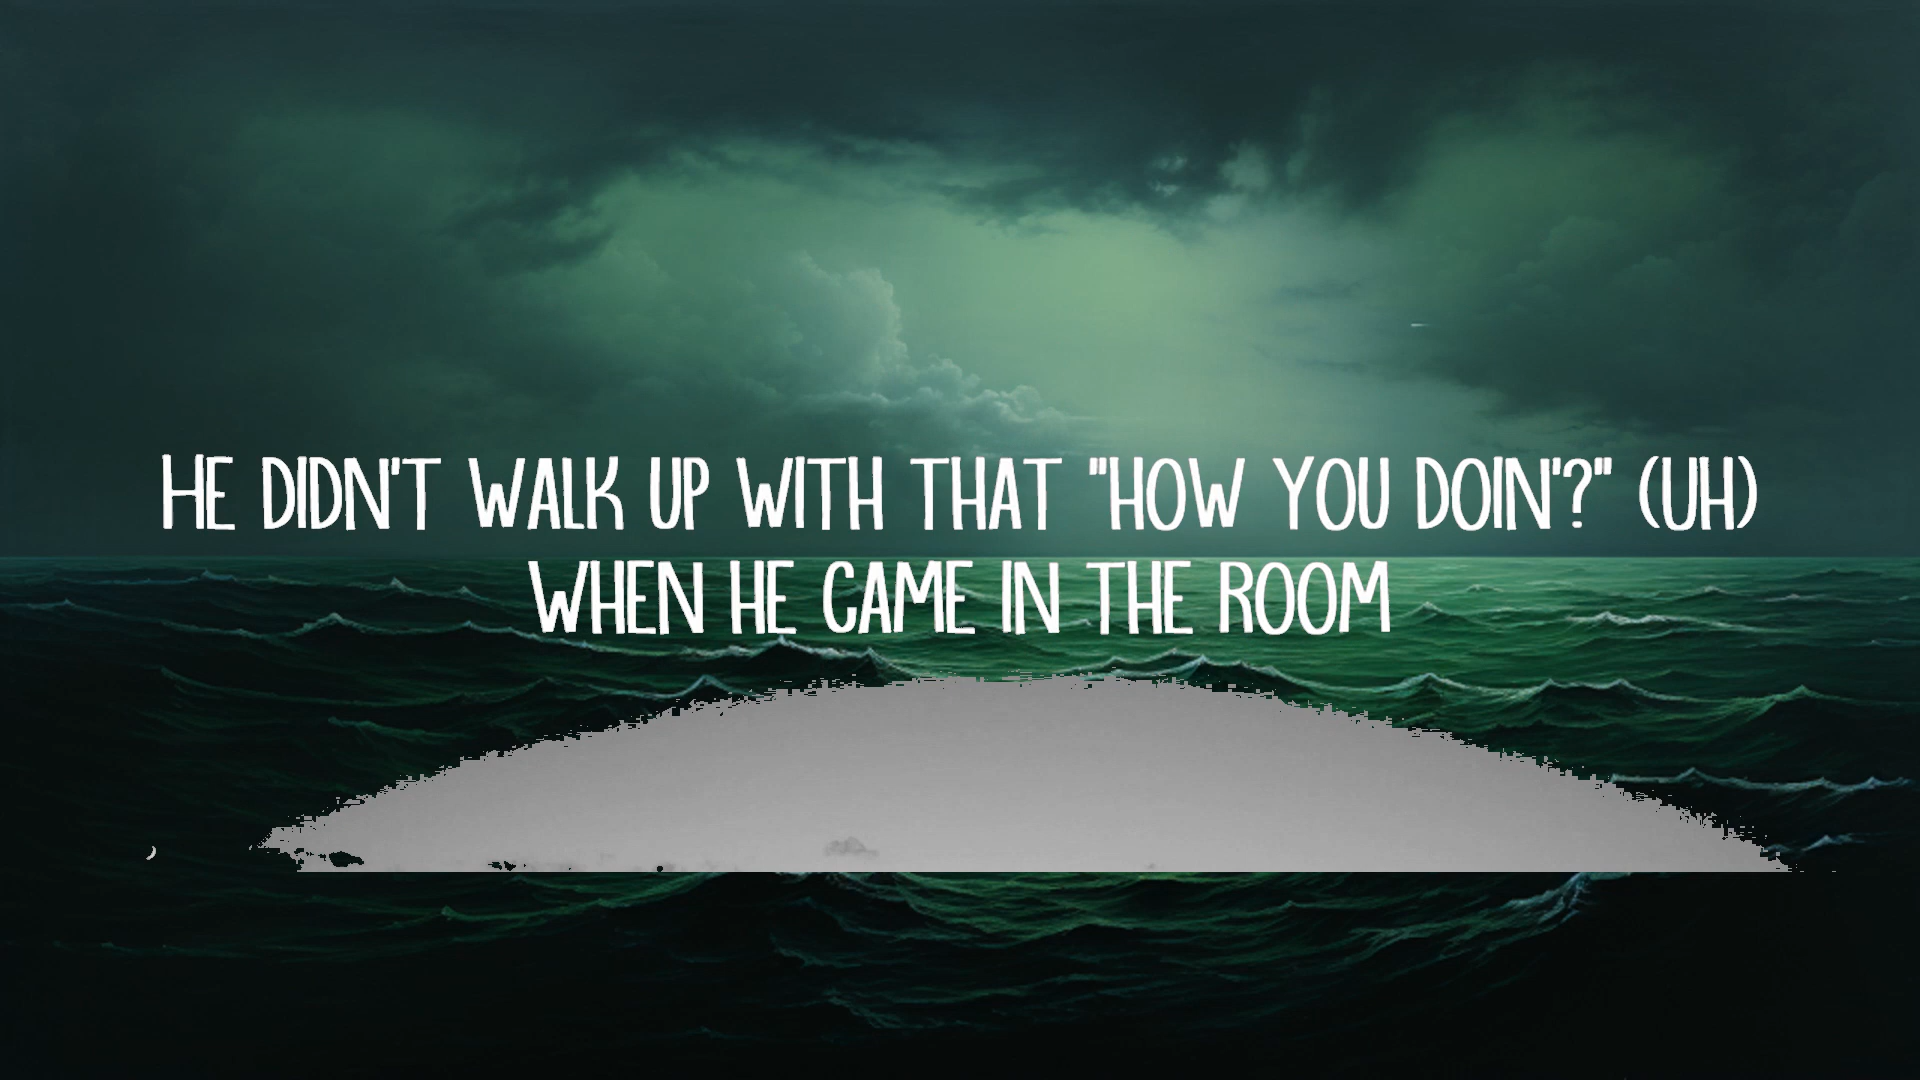 HE DIDN'T WALK UP WITH THAT "HOW YOU DOIN'?" (UH)
WHEN HE CAME IN THE ROOM